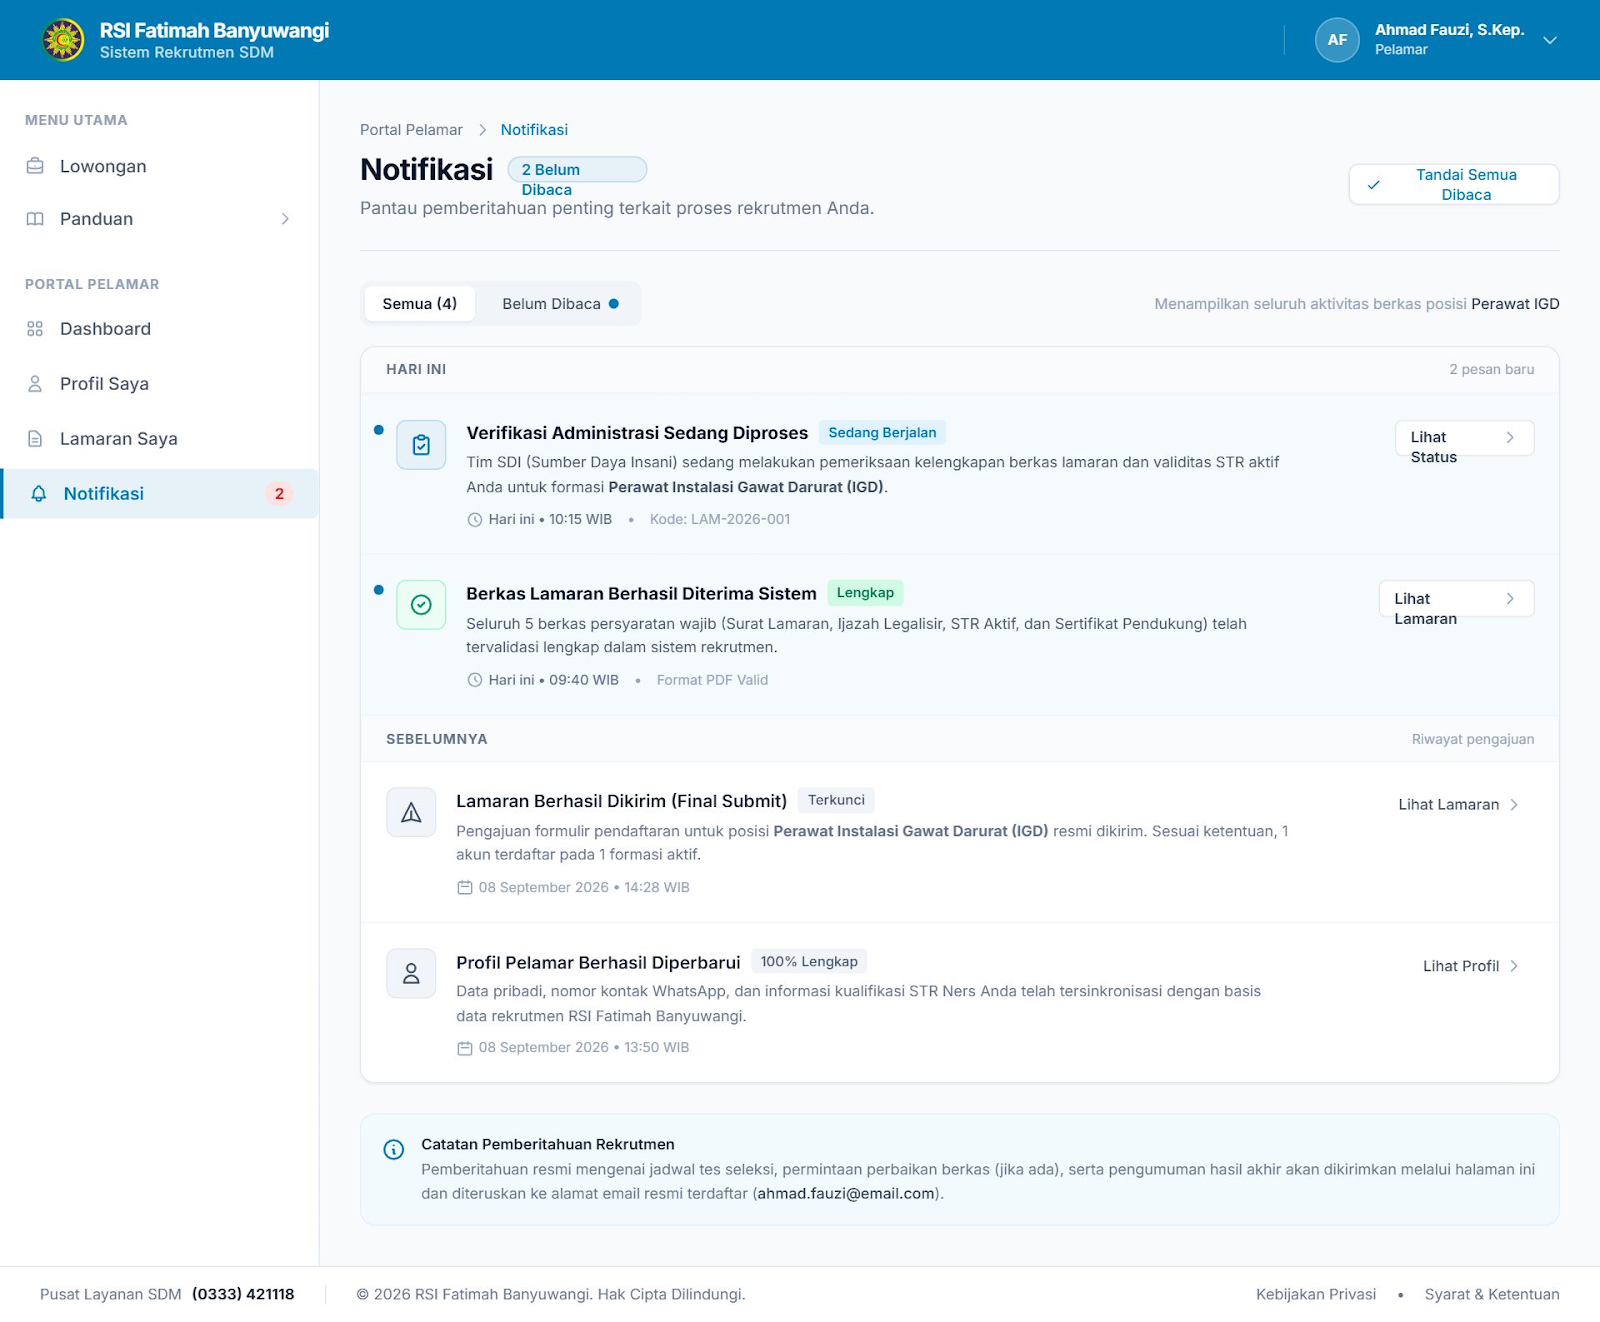 RSI Fatimah Banyuwangi
Sistem Rekrutmen SDM
AF
Ahmad Fauzi, S.Kep.
Pelamar
MENU UTAMA
Lowongan
Panduan
PORTAL PELAMAR
Dashboard
Profil Saya
Lamaran Saya
Notifikasi
2
Portal Pelamar
Notifikasi
Notifikasi
2 Belum
Dibaca
Pantau pemberitahuan penting terkait proses rekrutmen Anda.
Tandai Semua
Dibaca
Semua (4)
Belum Dibaca
Menampilkan seluruh aktivitas berkas posisi Perawat IGD
HARI INI
2 pesan baru
Verifikasi Administrasi Sedang Diproses
Sedang Berjalan
Tim SDI (Sumber Daya Insani) sedang melakukan pemeriksaan kelengkapan berkas lamaran dan validitas STR aktif
Anda untuk formasi Perawat Instalasi Gawat Darurat (IGD).
Hari ini • 10:15 WIB • Kode: LAM-2026-001
Lihat
Status
Berkas Lamaran Berhasil Diterima Sistem
Lengkap
Seluruh 5 berkas persyaratan wajib (Surat Lamaran, Ijazah Legalisir, STR Aktif, dan Sertifikat Pendukung) telah
tervalidasi lengkap dalam sistem rekrutmen.
Hari ini • 09:40 WIB • Format PDF Valid
Lihat
Lamaran
SEBELUMNYA
Riwayat pengajuan
Lamaran Berhasil Dikirim (Final Submit)
Terkunci
Pengajuan formulir pendaftaran untuk posisi Perawat Instalasi Gawat Darurat (IGD) resmi dikirim. Sesuai ketentuan, 1
akun terdaftar pada 1 formasi aktif.
08 September 2026 • 14:28 WIB
Lihat Lamaran
Profil Pelamar Berhasil Diperbarui
100% Lengkap
Data pribadi, nomor kontak WhatsApp, dan informasi kualifikasi STR Ners Anda telah tersinkronisasi dengan basis
data rekrutmen RSI Fatimah Banyuwangi.
08 September 2026 • 13:50 WIB
Lihat Profil
Catatan Pemberitahuan Rekrutmen
Pemberitahuan resmi mengenai jadwal tes seleksi, permintaan perbaikan berkas (jika ada), serta pengumuman hasil akhir akan dikirimkan melalui halaman ini
dan diteruskan ke alamat email resmi terdaftar (ahmad.fauzi@email.com).
Pusat Layanan SDM (0333) 421118
© 2026 RSI Fatimah Banyuwangi. Hak Cipta Dilindungi.
Kebijakan Privasi • Syarat & Ketentuan